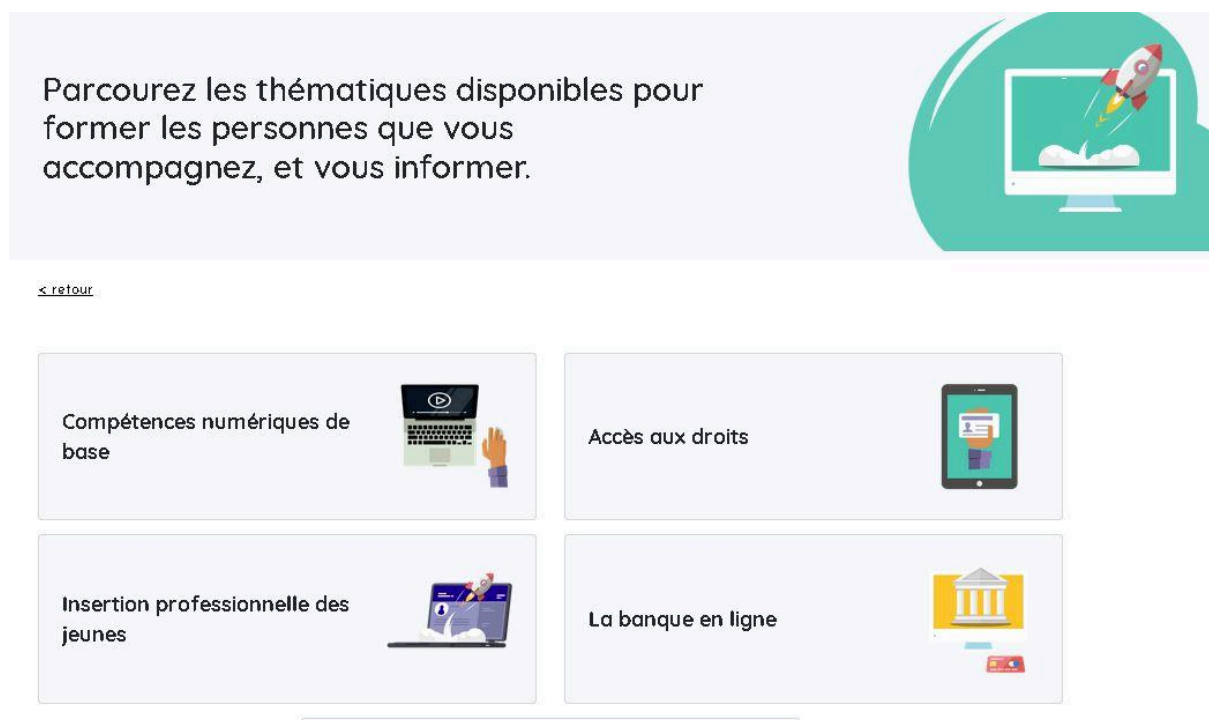 Parcourez les thématiques disponibles pour
former les personnes que vous
accompagnez, et vous informer.
< retour
Compétences numériques de
base
Accès aux droits
Insertion professionnelle des
jeunes
La banque en ligne